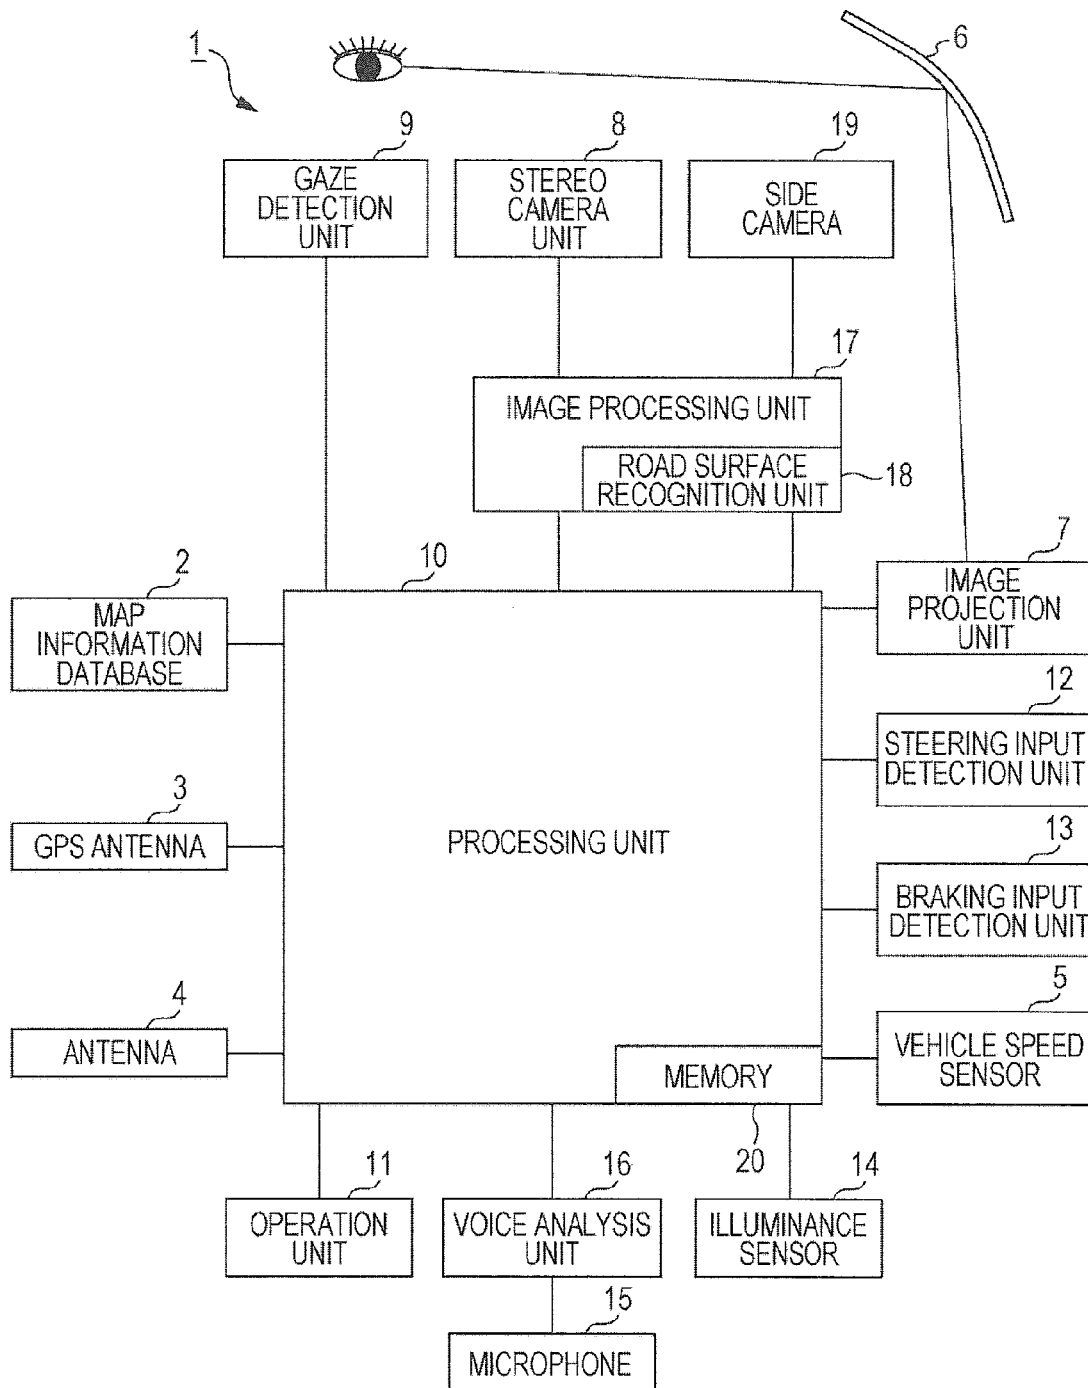 1
6
9
8
19
GAZE
DETECTION
UNIT
STEREO
CAMERA
UNIT
SIDE
CAMERA
17
IMAGE PROCESSING UNIT
ROAD SURFACE
RECOGNITION UNIT
18
2
10
7
MAP
INFORMATION
DATABASE
IMAGE
PROJECTION
UNIT
12
STEERING INPUT
DETECTION UNIT
3
GPS ANTENNA
PROCESSING UNIT
13
BRAKING INPUT
DETECTION UNIT
4
ANTENNA
5
VEHICLE SPEED
SENSOR
MEMORY
20
11
16
14
OPERATION
UNIT
VOICE ANALYSIS
UNIT
ILLUMINANCE
SENSOR
15
MICROPHONE